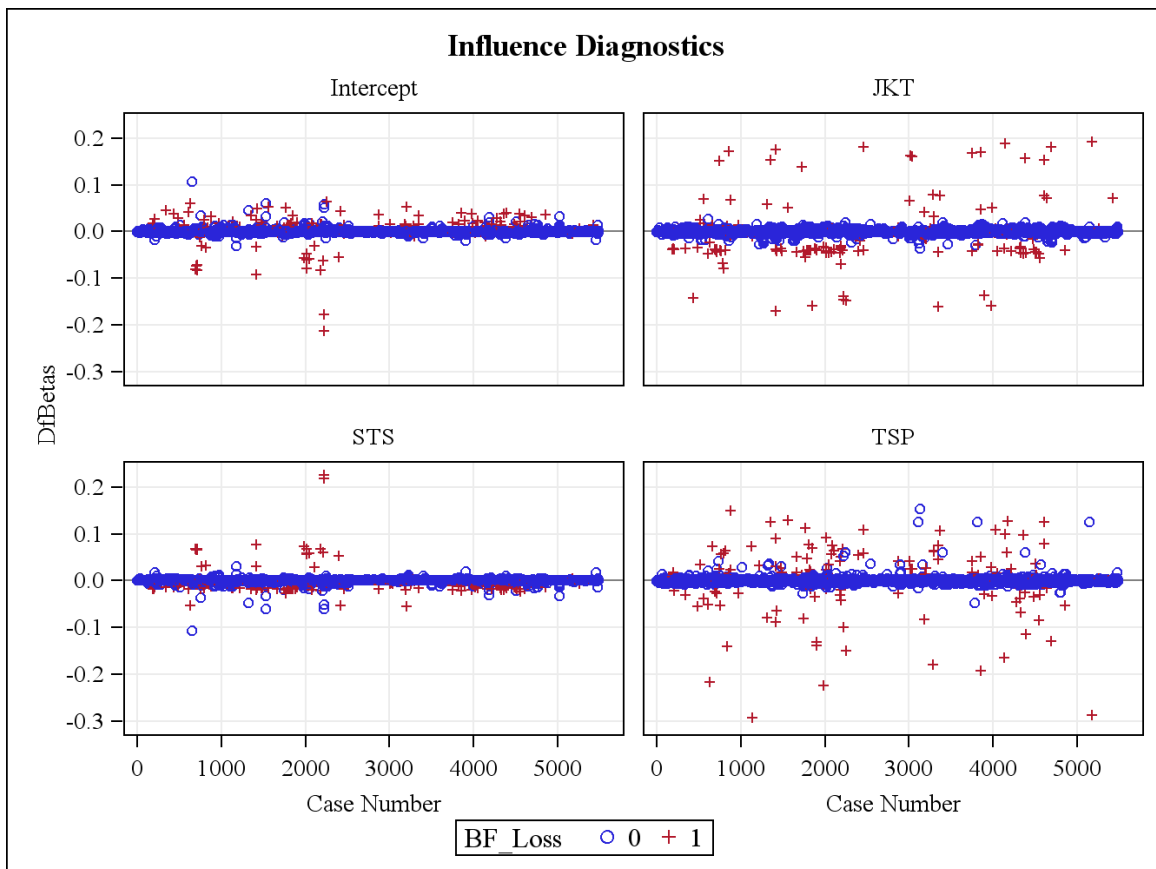 Influence Diagnostics
Intercept JKT
0.2
0.1
0.0
-0.1
-0.2
-0.3
DfBetas
STS TSP
0.2
0.1
0.0
-0.1
-0.2
-0.3
0 1000 2000 3000 4000 5000 0 1000 2000 3000 4000 5000
Case Number Case Number
BF_Loss 0 1